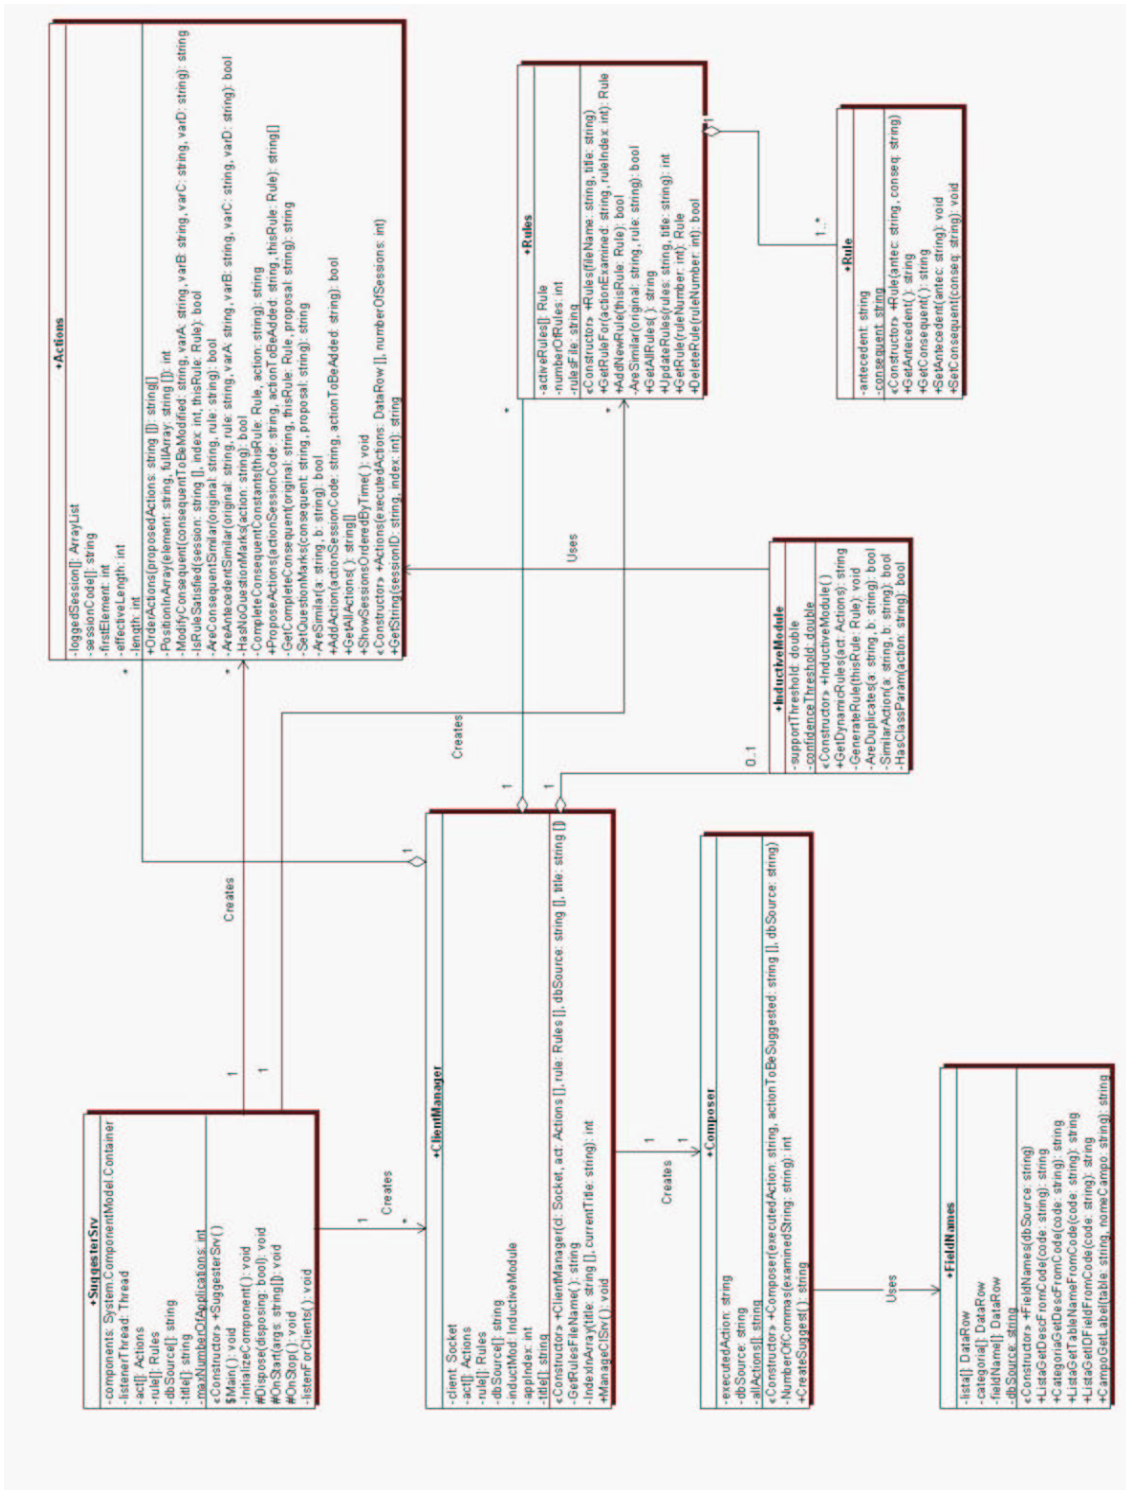 +SuggesterSrv
-components: System.ComponentModel.Container
-listenerThread: Thread
-act[]: Actions
-rule[]: Rules
-dbSource[]: string
-title[]: string
-maxNumberOfApplications: int
«Constructor» +SuggesterSrv()
$Main(): void
-InitializeComponent(): void
#Dispose(disposing: bool): void
#OnStart(args: string[]): void
#OnStop(): void
-listenForClients(): void
1
Creates
1
Creates
*
1
Creates
*
+Actions
-loggedSession[]: ArrayList
-sessionCode[]: string
-firstElement: int
-effectiveLength: int
-length: int
+OrderActions(proposedActions: string []): string[]
-PositionInArray(element: string, fullArray: string []): int
-ModifyConsequent(consequentToBeModified: string, varA: string, varB: string, varC: string, varD: string): string
-IsRuleSatisfied(session: string [], index: int, thisRule: Rule): bool
-AreConsequentSimilar(original: string, rule: string): bool
-AreAntecedentSimilar(original: string, rule: string, varA: string, varB: string, varC: string, varD: string): bool
-HasNoQuestionMarks(action: string): bool
-CompleteConsequentConstants(thisRule: Rule, action: string): string
+ProposeActions(actionSessionCode: string, actionToBeAdded: string, thisRule: Rule): string[]
-GetCompleteConsequent(original: string, thisRule: Rule, proposal: string): string
-SetQuestionMarks(consequent: string, proposal: string): string
-AreSimilar(a: string, b: string): bool
+AddAction(actionSessionCode: string, actionToBeAdded: string): bool
+GetAllActions(): string[]
+ShowSessionsOrderedByTime(): void
«Constructor» +Actions(executedActions: DataRow [], numberOfSessions: int)
+GetString(sessionID: string, index: int): string
*
1
+ClientManager
-client: Socket
-act[]: Actions
-rule[]: Rules
-dbSource[]: string
-inductMod: InductiveModule
-appIndex: int
-title[]: string
«Constructor» +ClientManager(cl: Socket, act: Actions [], rule: Rules [], dbSource: string [], title: string [])
-GetRulesFileName(): string
-IndexInArray(title: string [], currentTitle: string): int
+ManageClSrv(): void
1
*
1
0..1
+Rules
-activeRules[]: Rule
-numberOfRules: int
-rulesFile: string
«Constructor» +Rules(fileName: string, title: string)
+GetRuleFor(actionExamined: string, ruleIndex: int): Rule
+AddNewRule(thisRule: Rule): bool
-AreSimilar(original: string, rule: string): bool
+GetAllRules(): string
+UpdateRules(rules: string, title: string): int
+GetRule(ruleNumber: int): Rule
+DeleteRule(ruleNumber: int): bool
*
1
1..*
Uses
+InductiveModule
-supportThreshold: double
-confidenceThreshold: double
«Constructor» +InductiveModule()
+GetDynamicRules(act: Actions): string
-GenerateRule(thisRule: Rule): void
-AreDuplicates(a: string, b: string): bool
-SimilarAction(a: string, b: string): bool
-HasClassParam(action: string): bool
+Rule
-antecedent: string
-consequent: string
«Constructor» +Rule(antec: string, conseq: string)
+GetAntecedent(): string
+GetConsequent(): string
+SetAntecedent(antec: string): void
+SetConsequent(conseq: string): void
1
Creates
1
+Composer
-executedAction: string
-dbSource: string
-allActions[]: string
«Constructor» +Composer(executedAction: string, actionToBeSuggested: string [], dbSource: string)
-NumberOfCommas(examinedString: string): int
+CreateSuggest(): string
Uses
+FieldNames
-lista[]: DataRow
-categoria[]: DataRow
-fieldName[]: DataRow
-dbSource: string
«Constructor» +FieldNames(dbSource: string)
+ListaGetDescFromCode(code: string): string
+CategoriaGetDescFromCode(code: string): string
+ListaGetTableNameFromCode(code: string): string
+ListaGetIDFieldFromCode(code: string): string
+CampoGetLabel(table: string, nomeCampo: string): string